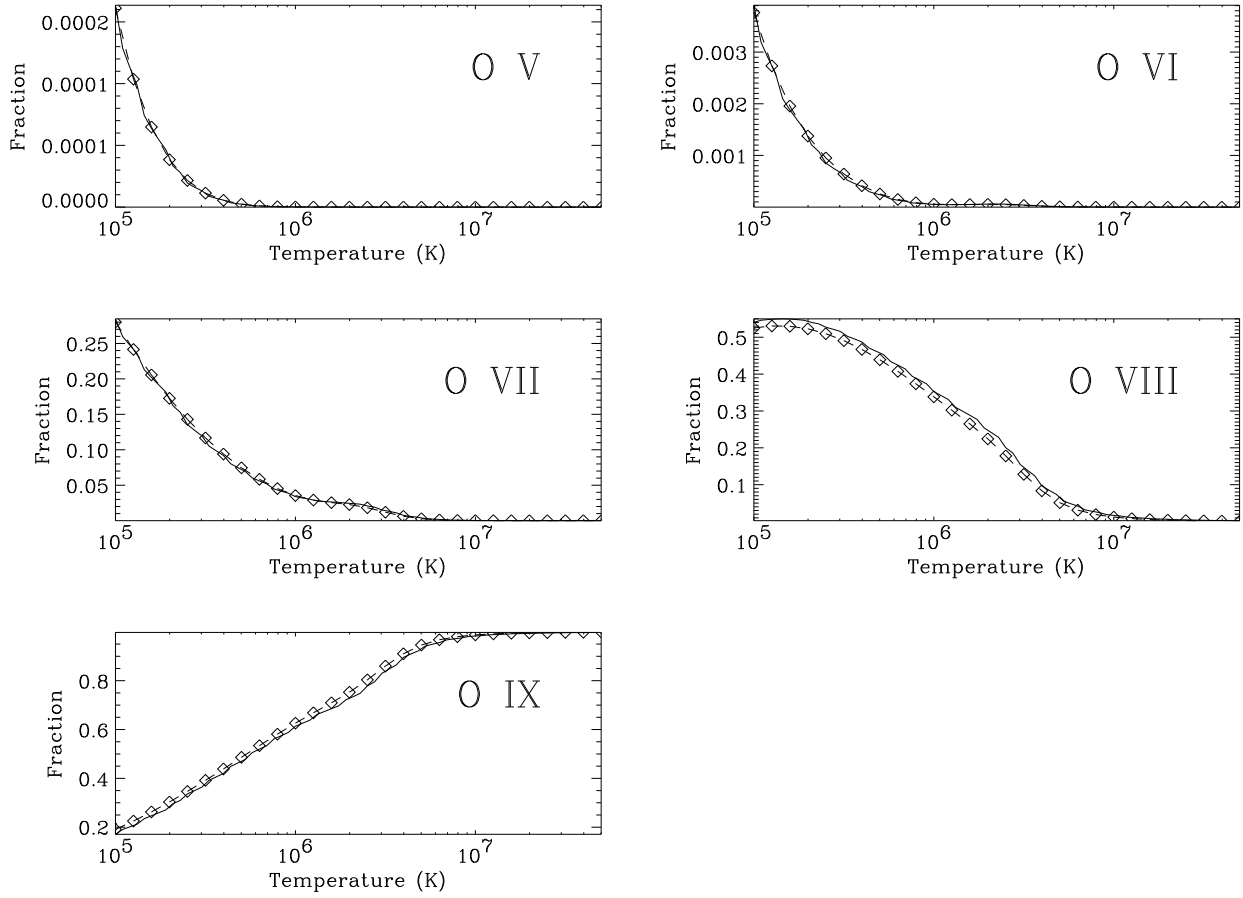 O V
Fraction
0.0002
0.0001
0.0001
0.0000
10^5 10^6 10^7
Temperature (K)
O VI
Fraction
0.003
0.002
0.001
10^5 10^6 10^7
Temperature (K)
O VII
Fraction
0.25
0.20
0.15
0.10
0.05
10^5 10^6 10^7
Temperature (K)
O VIII
Fraction
0.5
0.4
0.3
0.2
0.1
10^5 10^6 10^7
Temperature (K)
O IX
Fraction
0.8
0.6
0.4
0.2
10^5 10^6 10^7
Temperature (K)